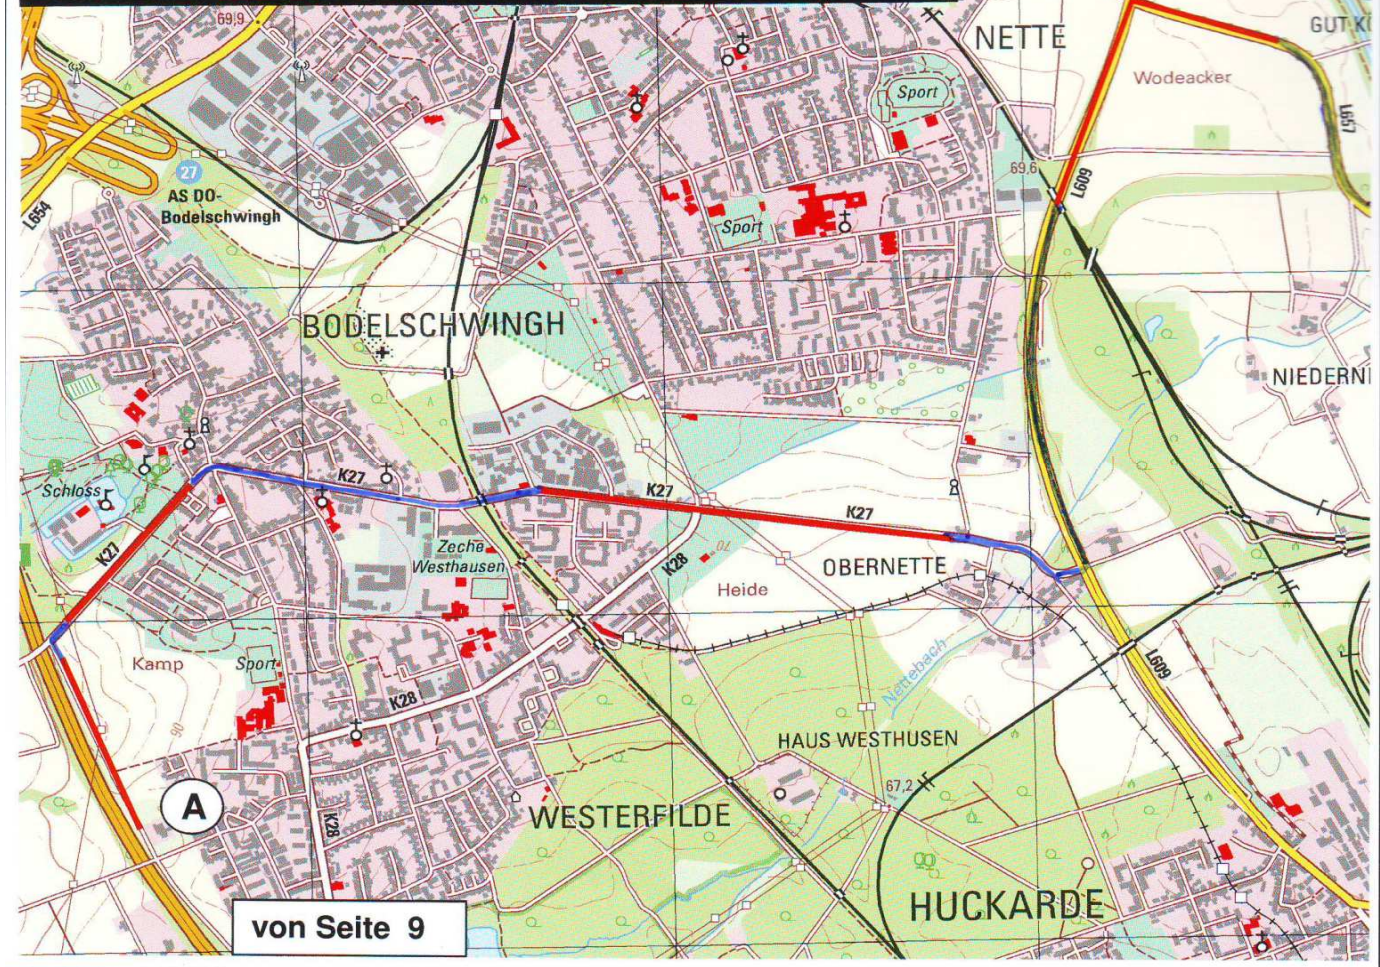 69,9
NETTE
GUT
Wodeacker
L657
Sport
27
AS DO-
Bodelschwingh
L654
69,6
L609
Sport
BODELSCHWINGH
NIEDERN
Schloss
K27
K27
K27
K27
Zeche
Westhausen
K28
70
OBERNETTE
Heide
Kamp
Sport
90
K28
Nettebach
L609
HAUS WESTHUSEN
67,2
A
K28
WESTERFILDE
HUCKARDE
von Seite 9